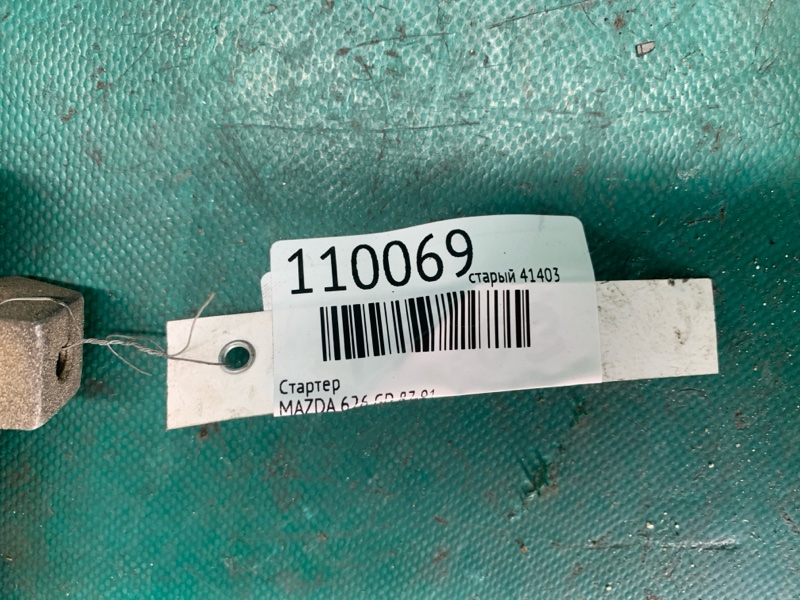 110069
старый 41403
Стартер
MAZDA 626 GD 87-91